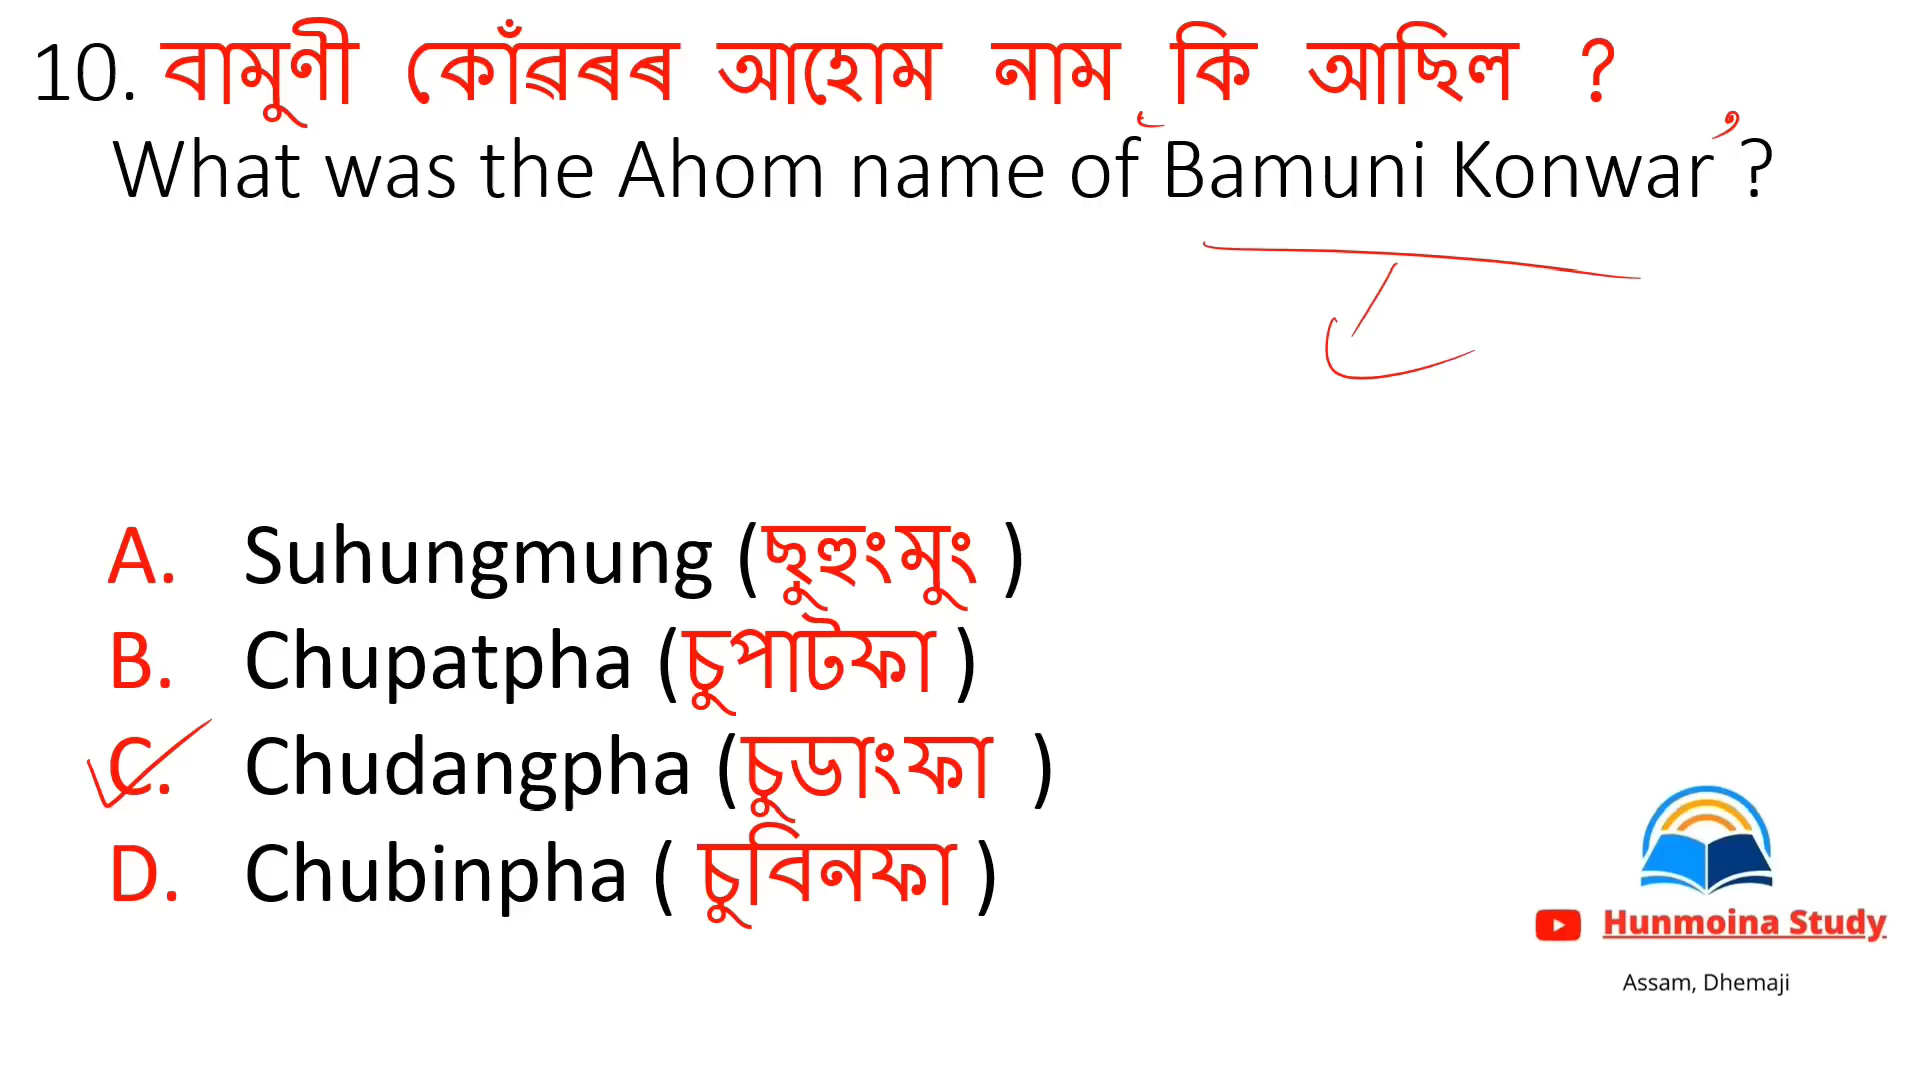 10. বামুণী কোঁৱৰৰ আহোম নাম কি আছিল ?
What was the Ahom name of ‘Bamuni Konwar’ ?
A. Suhungmung (ছুহুংমুং )
B. Chupatpha (চুপাটফা )
C. Chudangpha (চুডাংফা )
D. Chubinpha ( চুবিনফা )
Hunmoina Study
Assam, Dhemaji